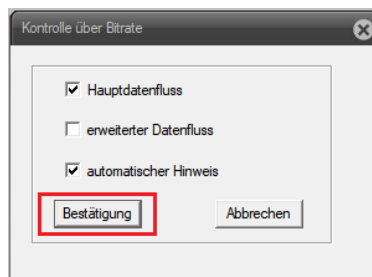 Kontrolle über Bitrate
Hauptdatenfluss
erweiterter Datenfluss
automatischer Hinweis
Bestätigung Abbrechen